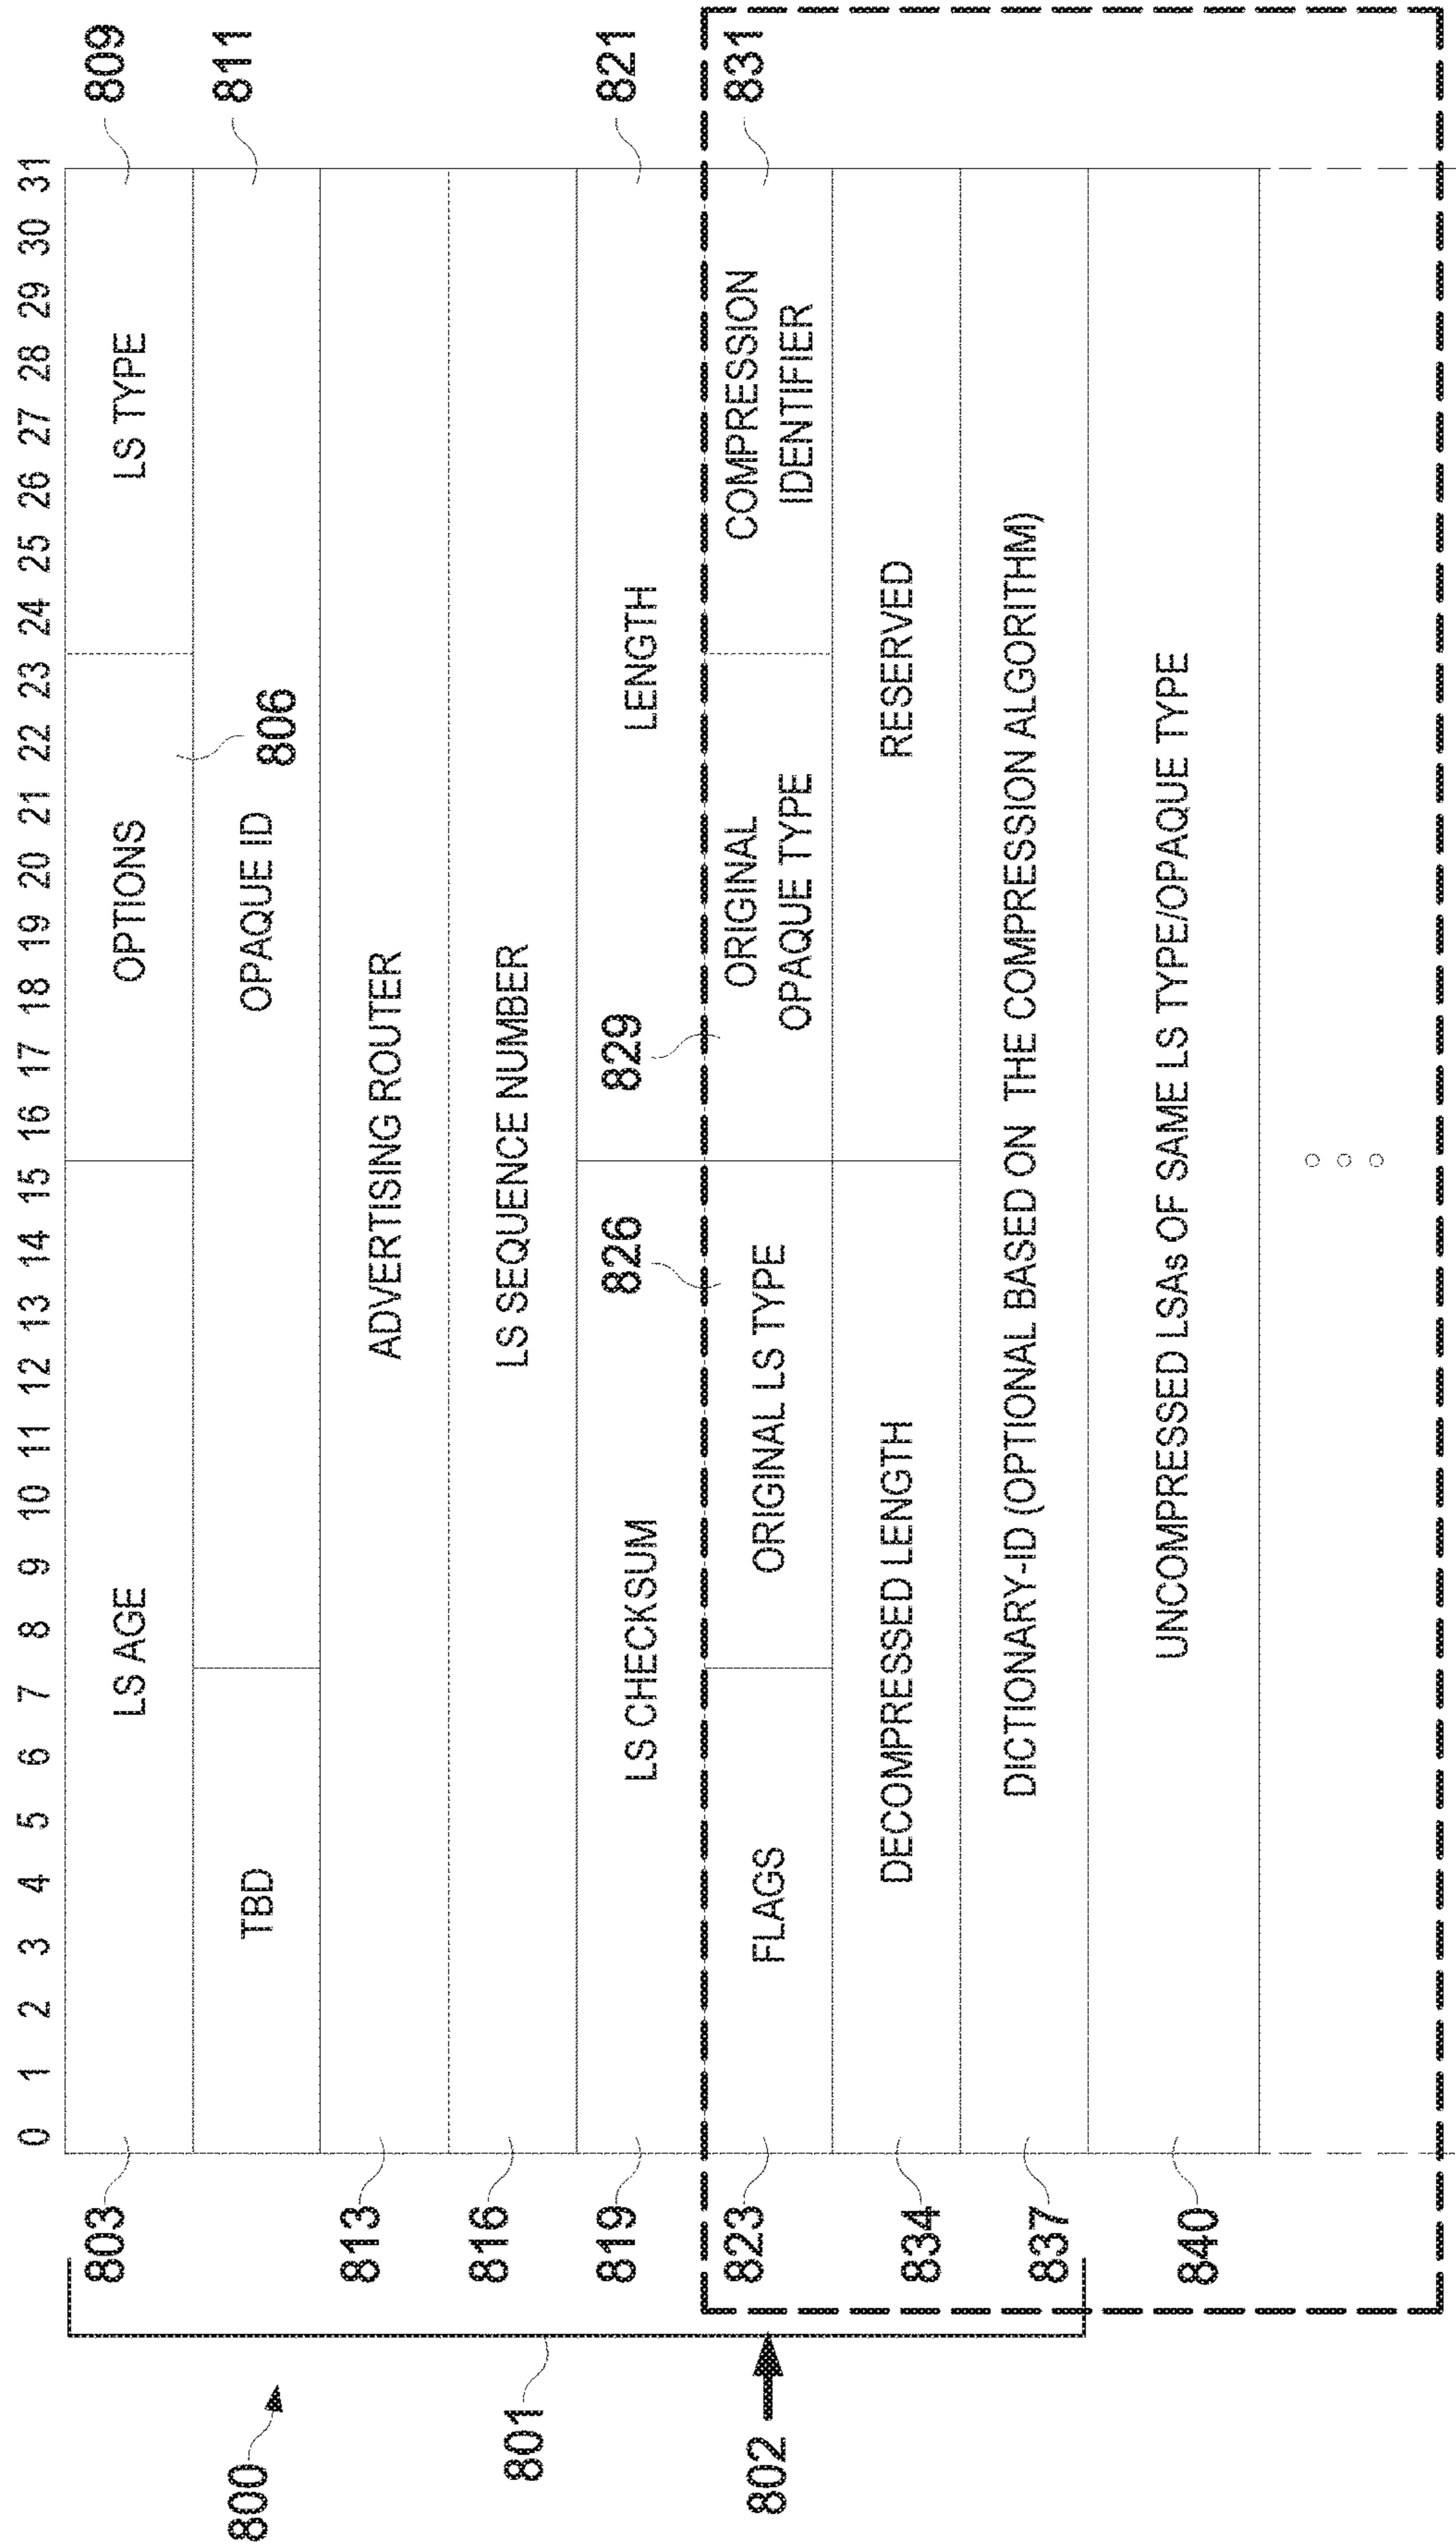 0 1 2 3 4 5 6 7 8 9 10 11 12 13 14 15 16 17 18 19 20 21 22 23 24 25 26 27 28 29 30 31
800
801
802
803 LS AGE OPTIONS LS TYPE 809
806
TBD OPAQUE ID 811
813 ADVERTISING ROUTER
816 LS SEQUENCE NUMBER
819 LS CHECKSUM LENGTH 821
826 829
823 FLAGS ORIGINAL LS TYPE ORIGINAL
OPAQUE TYPE COMPRESSION
IDENTIFIER 831
834 DECOMPRESSED LENGTH RESERVED
837 DICTIONARY-ID (OPTIONAL BASED ON THE COMPRESSION ALGORITHM)
840 UNCOMPRESSED LSAs OF SAME LS TYPE/OPAQUE TYPE